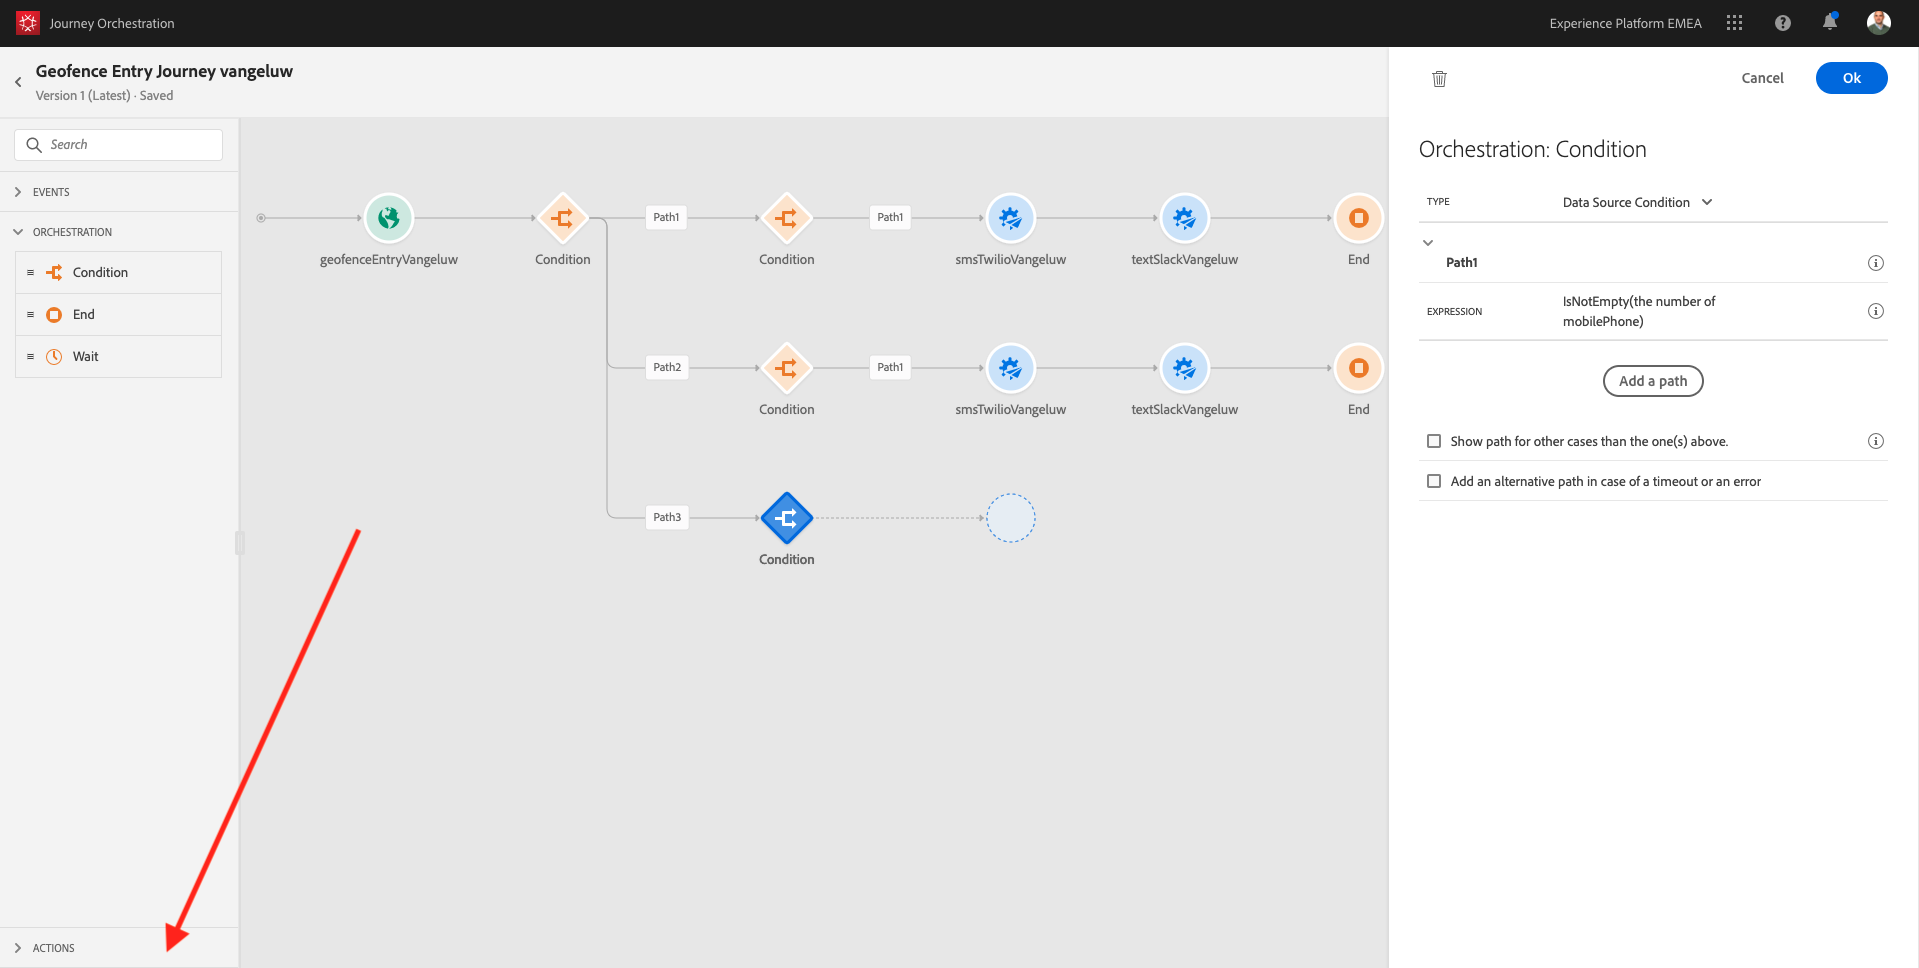 Journey Orchestration
Experience Platform EMEA
Geofence Entry Journey vangeluw
Version 1 (Latest) · Saved
Search
EVENTS
ORCHESTRATION
Condition
End
Wait
ACTIONS
geofenceEntryVangeluw
Condition
Path1
Condition
Path1
smsTwilioVangeluw
textSlackVangeluw
End
Path2
Condition
Path1
smsTwilioVangeluw
textSlackVangeluw
End
Path3
Condition
Cancel
Ok
Orchestration: Condition
TYPE
Data Source Condition
Path1
EXPRESSION
IsNotEmpty(the number of
mobilePhone)
Add a path
Show path for other cases than the one(s) above.
Add an alternative path in case of a timeout or an error